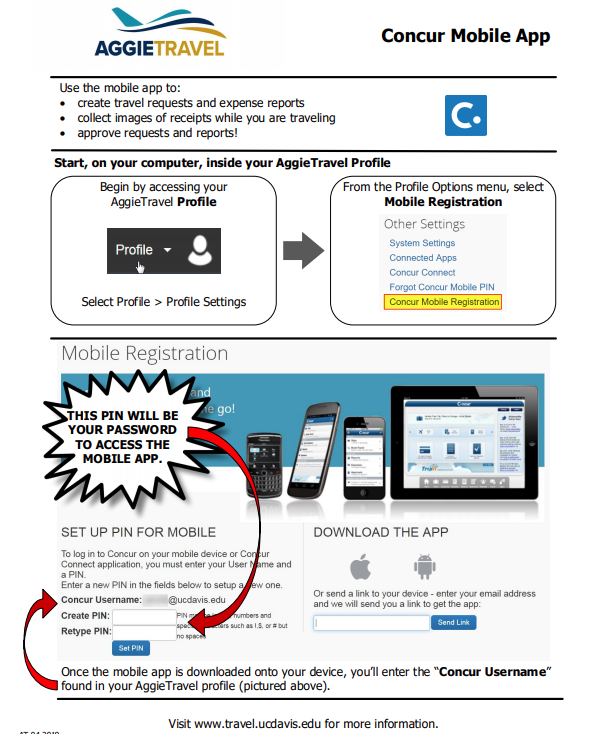 AGGIETRAVEL
Concur Mobile App
Use the mobile app to:
• create travel requests and expense reports
• collect images of receipts while you are traveling
• approve requests and reports!
C.
Start, on your computer, inside your AggieTravel Profile
Begin by accessing your
AggieTravel Profile
Profile
Select Profile > Profile Settings
From the Profile Options menu, select
Mobile Registration
Other Settings
System Settings
Connected Apps
Concur Connect
Forgot Concur Mobile PIN
Concur Mobile Registration
Mobile Registration
and
go!
THIS PIN WILL BE
YOUR PASSWORD
TO ACCESS THE
MOBILE APP.
SET UP PIN FOR MOBILE
To log in to Concur on your mobile device or Concur
Connect application, you must enter your User Name and
a PIN.
Enter a new PIN in the fields below to setup a new one.
Concur Username: @ucdavis.edu
Create PIN:
Retype PIN:
PIN numbers and
such as !,$, or # but
no spaces
Set PIN
DOWNLOAD THE APP
Or send a link to your device - enter your email address
and we will send you a link to get the app:
Send Link
Once the mobile app is downloaded onto your device, you'll enter the "Concur Username"
found in your AggieTravel profile (pictured above).
Visit www.travel.ucdavis.edu for more information.